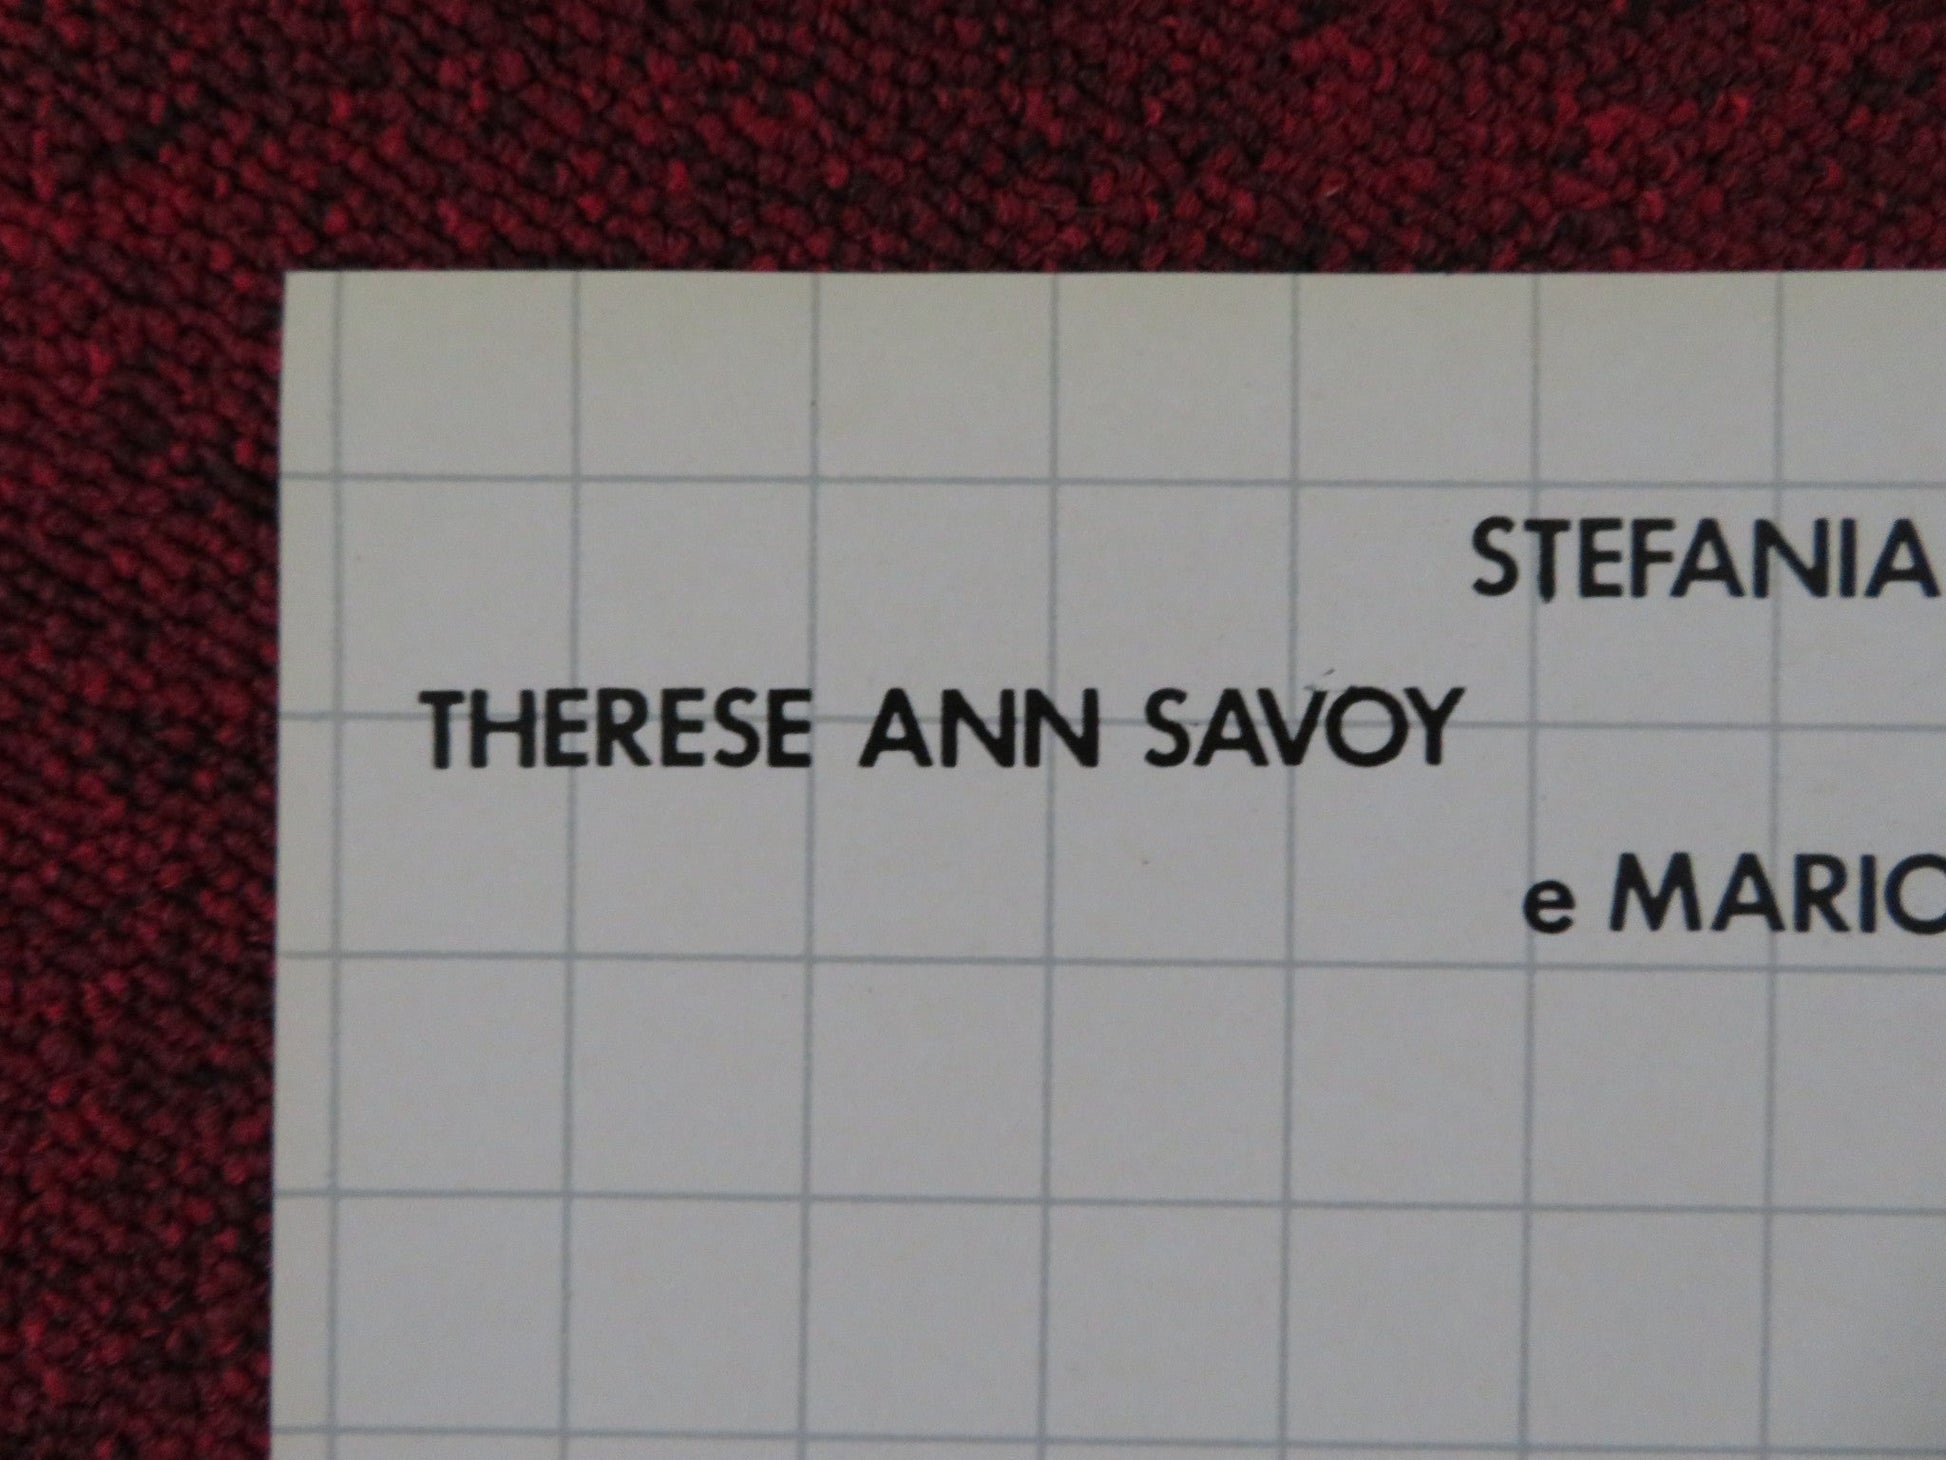 STEFANIA
THERESE ANN SAVOY
e MARIO